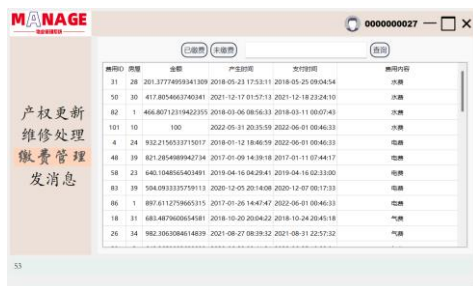 MANAGE
物业管理系统
0000000027
已缴费 未缴费 查询
费用ID 房屋 金额 产生时间 支付时间 费用内容
31 28 201.37774959341309 2018-05-23 17:53:11 2018-05-25 09:04:54 水费
50 30 417.8054663740341 2021-12-17 01:57:13 2021-12-18 23:24:10 水费
82 1 466.80712319422355 2018-03-06 08:56:33 2018-03-11 00:07:43 水费
101 10 100 2022-05-31 20:35:59 2022-06-01 00:46:33 水费
4 24 932.2156533715017 2018-01-12 18:46:59 2022-06-01 00:46:33 电费
48 39 821.2854989942734 2017-01-09 14:39:18 2017-01-11 07:44:17 电费
58 23 640.1048565403491 2019-04-16 04:29:41 2019-04-16 02:33:00 电费
83 39 504.0933335759113 2020-12-05 20:14:08 2020-12-07 00:17:33 电费
86 1 897.6112759665315 2017-01-26 14:47:47 2022-06-01 00:46:33 电费
18 31 683.4879600654581 2018-10-20 20:04:22 2018-10-24 20:45:18 气费
26 34 982.3063084614839 2021-08-27 08:39:32 2021-08-31 22:57:32 气费
产权更新
维修处理
缴费管理
发消息
53